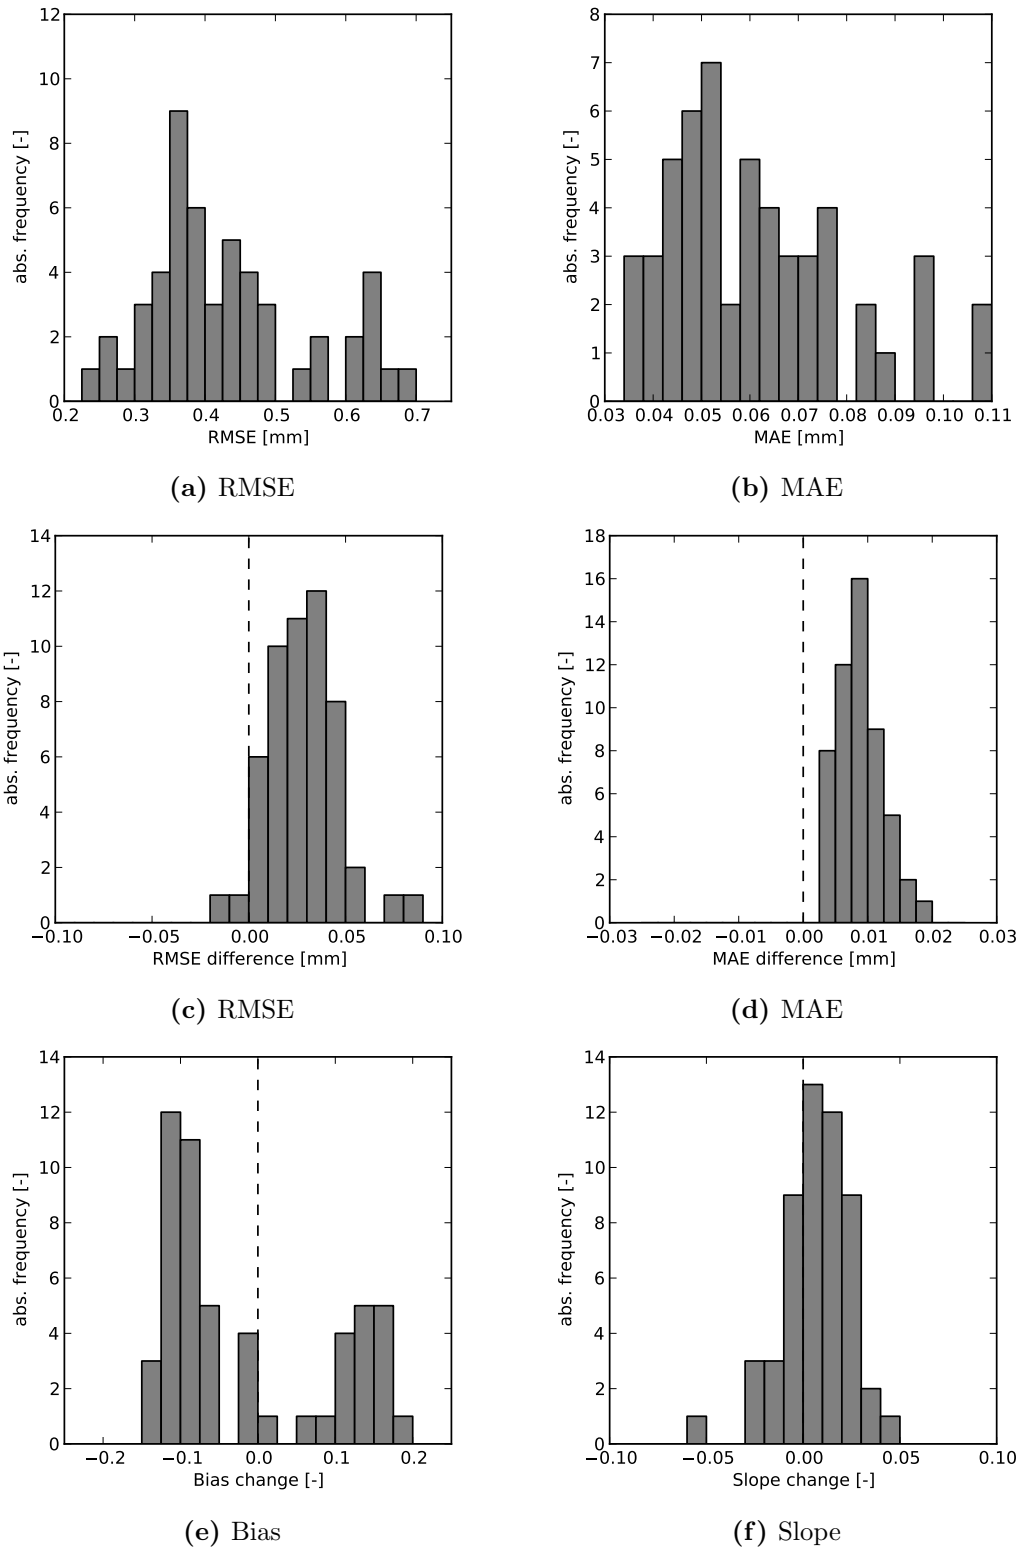 12
10
8
6
4
2
0
abs. frequency [-]
0.2 0.3 0.4 0.5 0.6 0.7
RMSE [mm]
(a) RMSE
8
7
6
5
4
3
2
1
0
abs. frequency [-]
0.03 0.04 0.05 0.06 0.07 0.08 0.09 0.10 0.11
MAE [mm]
(b) MAE
14
12
10
8
6
4
2
0
abs. frequency [-]
−0.10 −0.05 0.00 0.05 0.10
RMSE difference [mm]
(c) RMSE
18
16
14
12
10
8
6
4
2
0
abs. frequency [-]
−0.03 −0.02 −0.01 0.00 0.01 0.02 0.03
MAE difference [mm]
(d) MAE
14
12
10
8
6
4
2
0
abs. frequency [-]
−0.2 −0.1 0.0 0.1 0.2
Bias change [-]
(e) Bias
14
12
10
8
6
4
2
0
abs. frequency [-]
−0.10 −0.05 0.00 0.05 0.10
Slope change [-]
(f) Slope